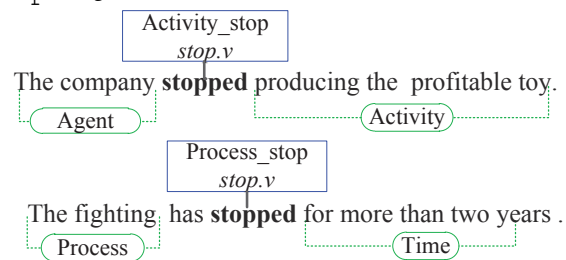 Activity_stop
stop.v
The company stopped producing the profitable toy.
Agent
Activity
Process_stop
stop.v
The fighting has stopped for more than two years .
Process
Time